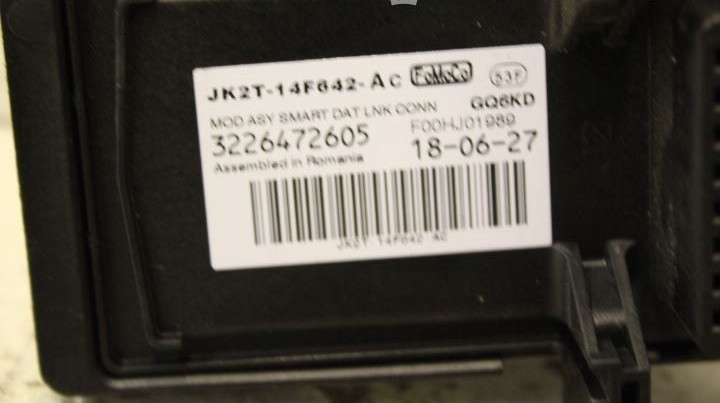 JK2T-14F642-AC FoMoCo 53F
MOD ASY SMART DAT LNK CONN GQ6KD
3226472605 F00HJ01989
Assembled in Romania 18-06-27
JK2T-14F642-AC